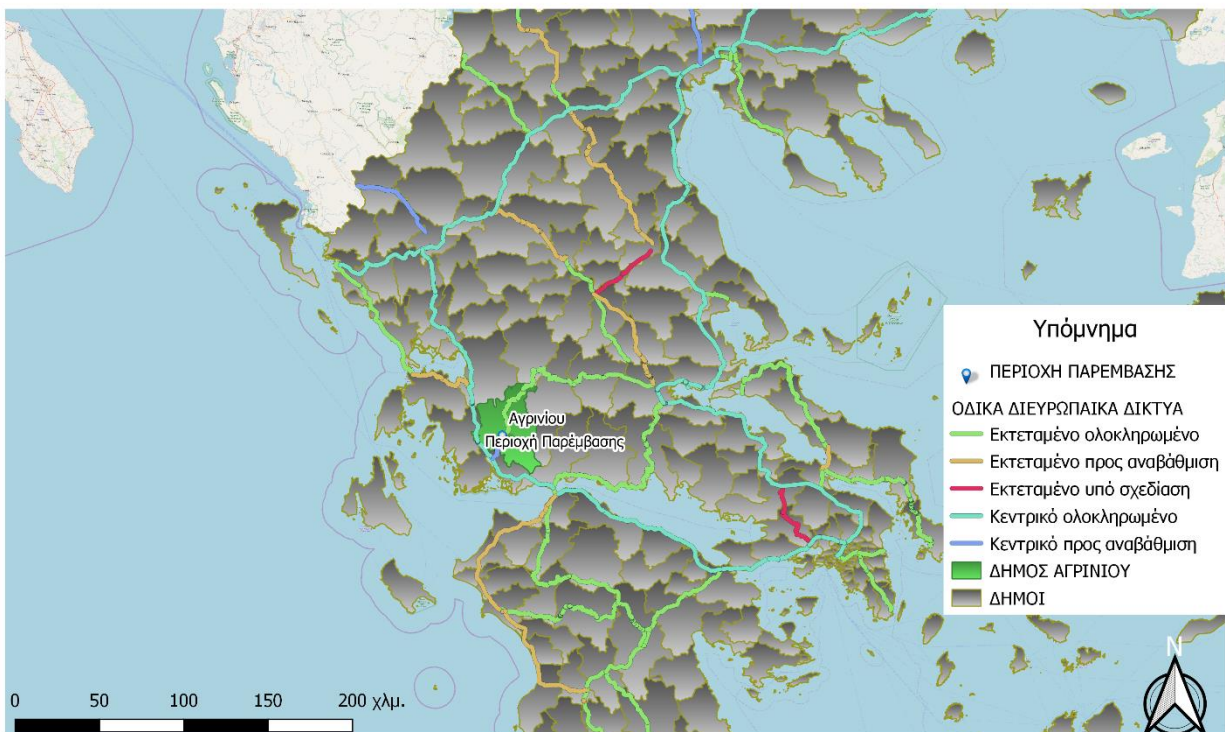 Αγρινίου
Περιοχή Παρέμβασης
Υπόμνημα
ΠΕΡΙΟΧΗ ΠΑΡΕΜΒΑΣΗΣ
ΟΔΙΚΑ ΔΙΕΥΡΩΠΑΙΚΑ ΔΙΚΤΥΑ
Εκτεταμένο ολοκληρωμένο
Εκτεταμένο προς αναβάθμιση
Εκτεταμένο υπό σχεδίαση
Κεντρικό ολοκληρωμένο
Κεντρικό προς αναβάθμιση
ΔΗΜΟΣ ΑΓΡΙΝΙΟΥ
ΔΗΜΟΙ
N
0 50 100 150 200 χλμ.